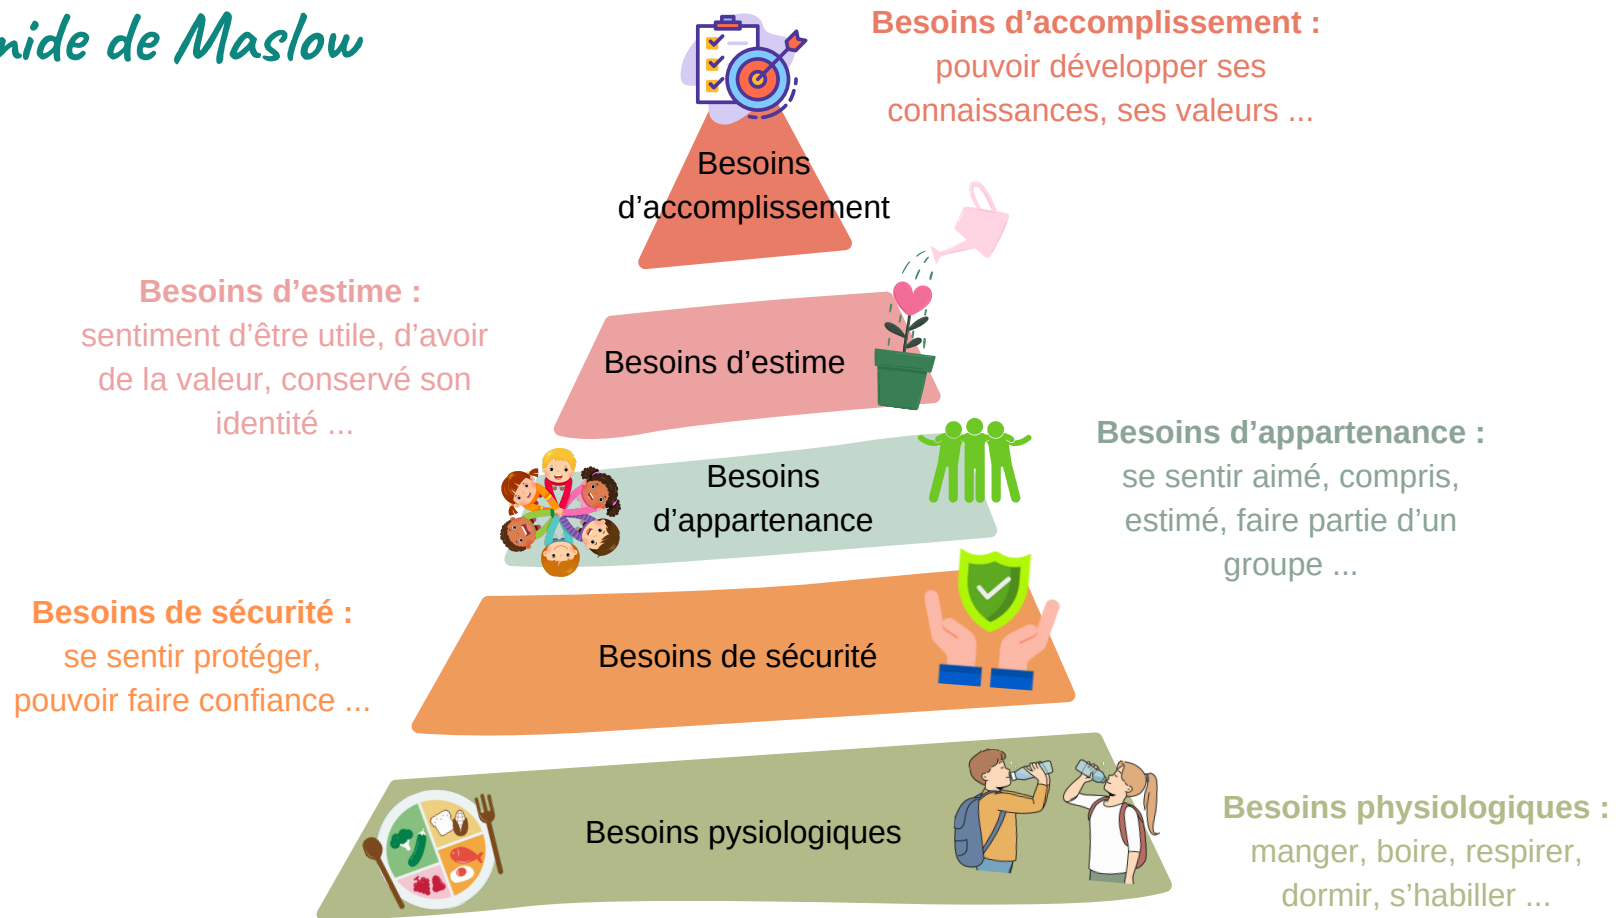 nide de Maslow
Besoins d’accomplissement :
pouvoir développer ses
connaissances, ses valeurs ...
Besoins
d’accomplissement
Besoins d’estime :
sentiment d’être utile, d’avoir
de la valeur, conservé son
identité ...
Besoins d’estime
Besoins d’appartenance :
se sentir aimé, compris,
estimé, faire partie d’un
groupe ...
Besoins
d’appartenance
Besoins de sécurité :
se sentir protéger,
pouvoir faire confiance ...
Besoins de sécurité
Besoins pysiologiques
Besoins physiologiques :
manger, boire, respirer,
dormir, s’habiller ...